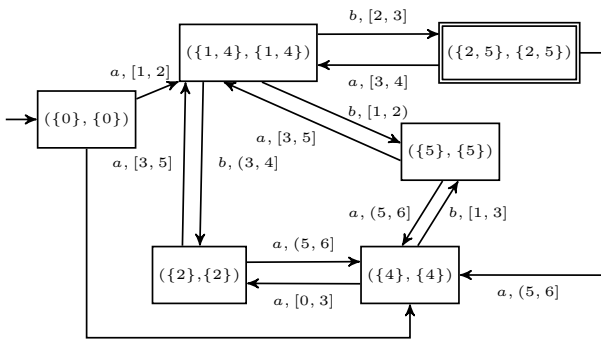 b, [2, 3]
({1, 4}, {1, 4})
({2, 5}, {2, 5})
a, [1, 2]
a, [3, 4]
({0}, {0})
b, [1, 2)
a, [3, 5]
({5}, {5})
a, [3, 5]
b, (3, 4]
a, (5, 6]
b, [1, 3]
a, (5, 6]
({2},{2})
({4}, {4})
a, [0, 3]
a, (5, 6]